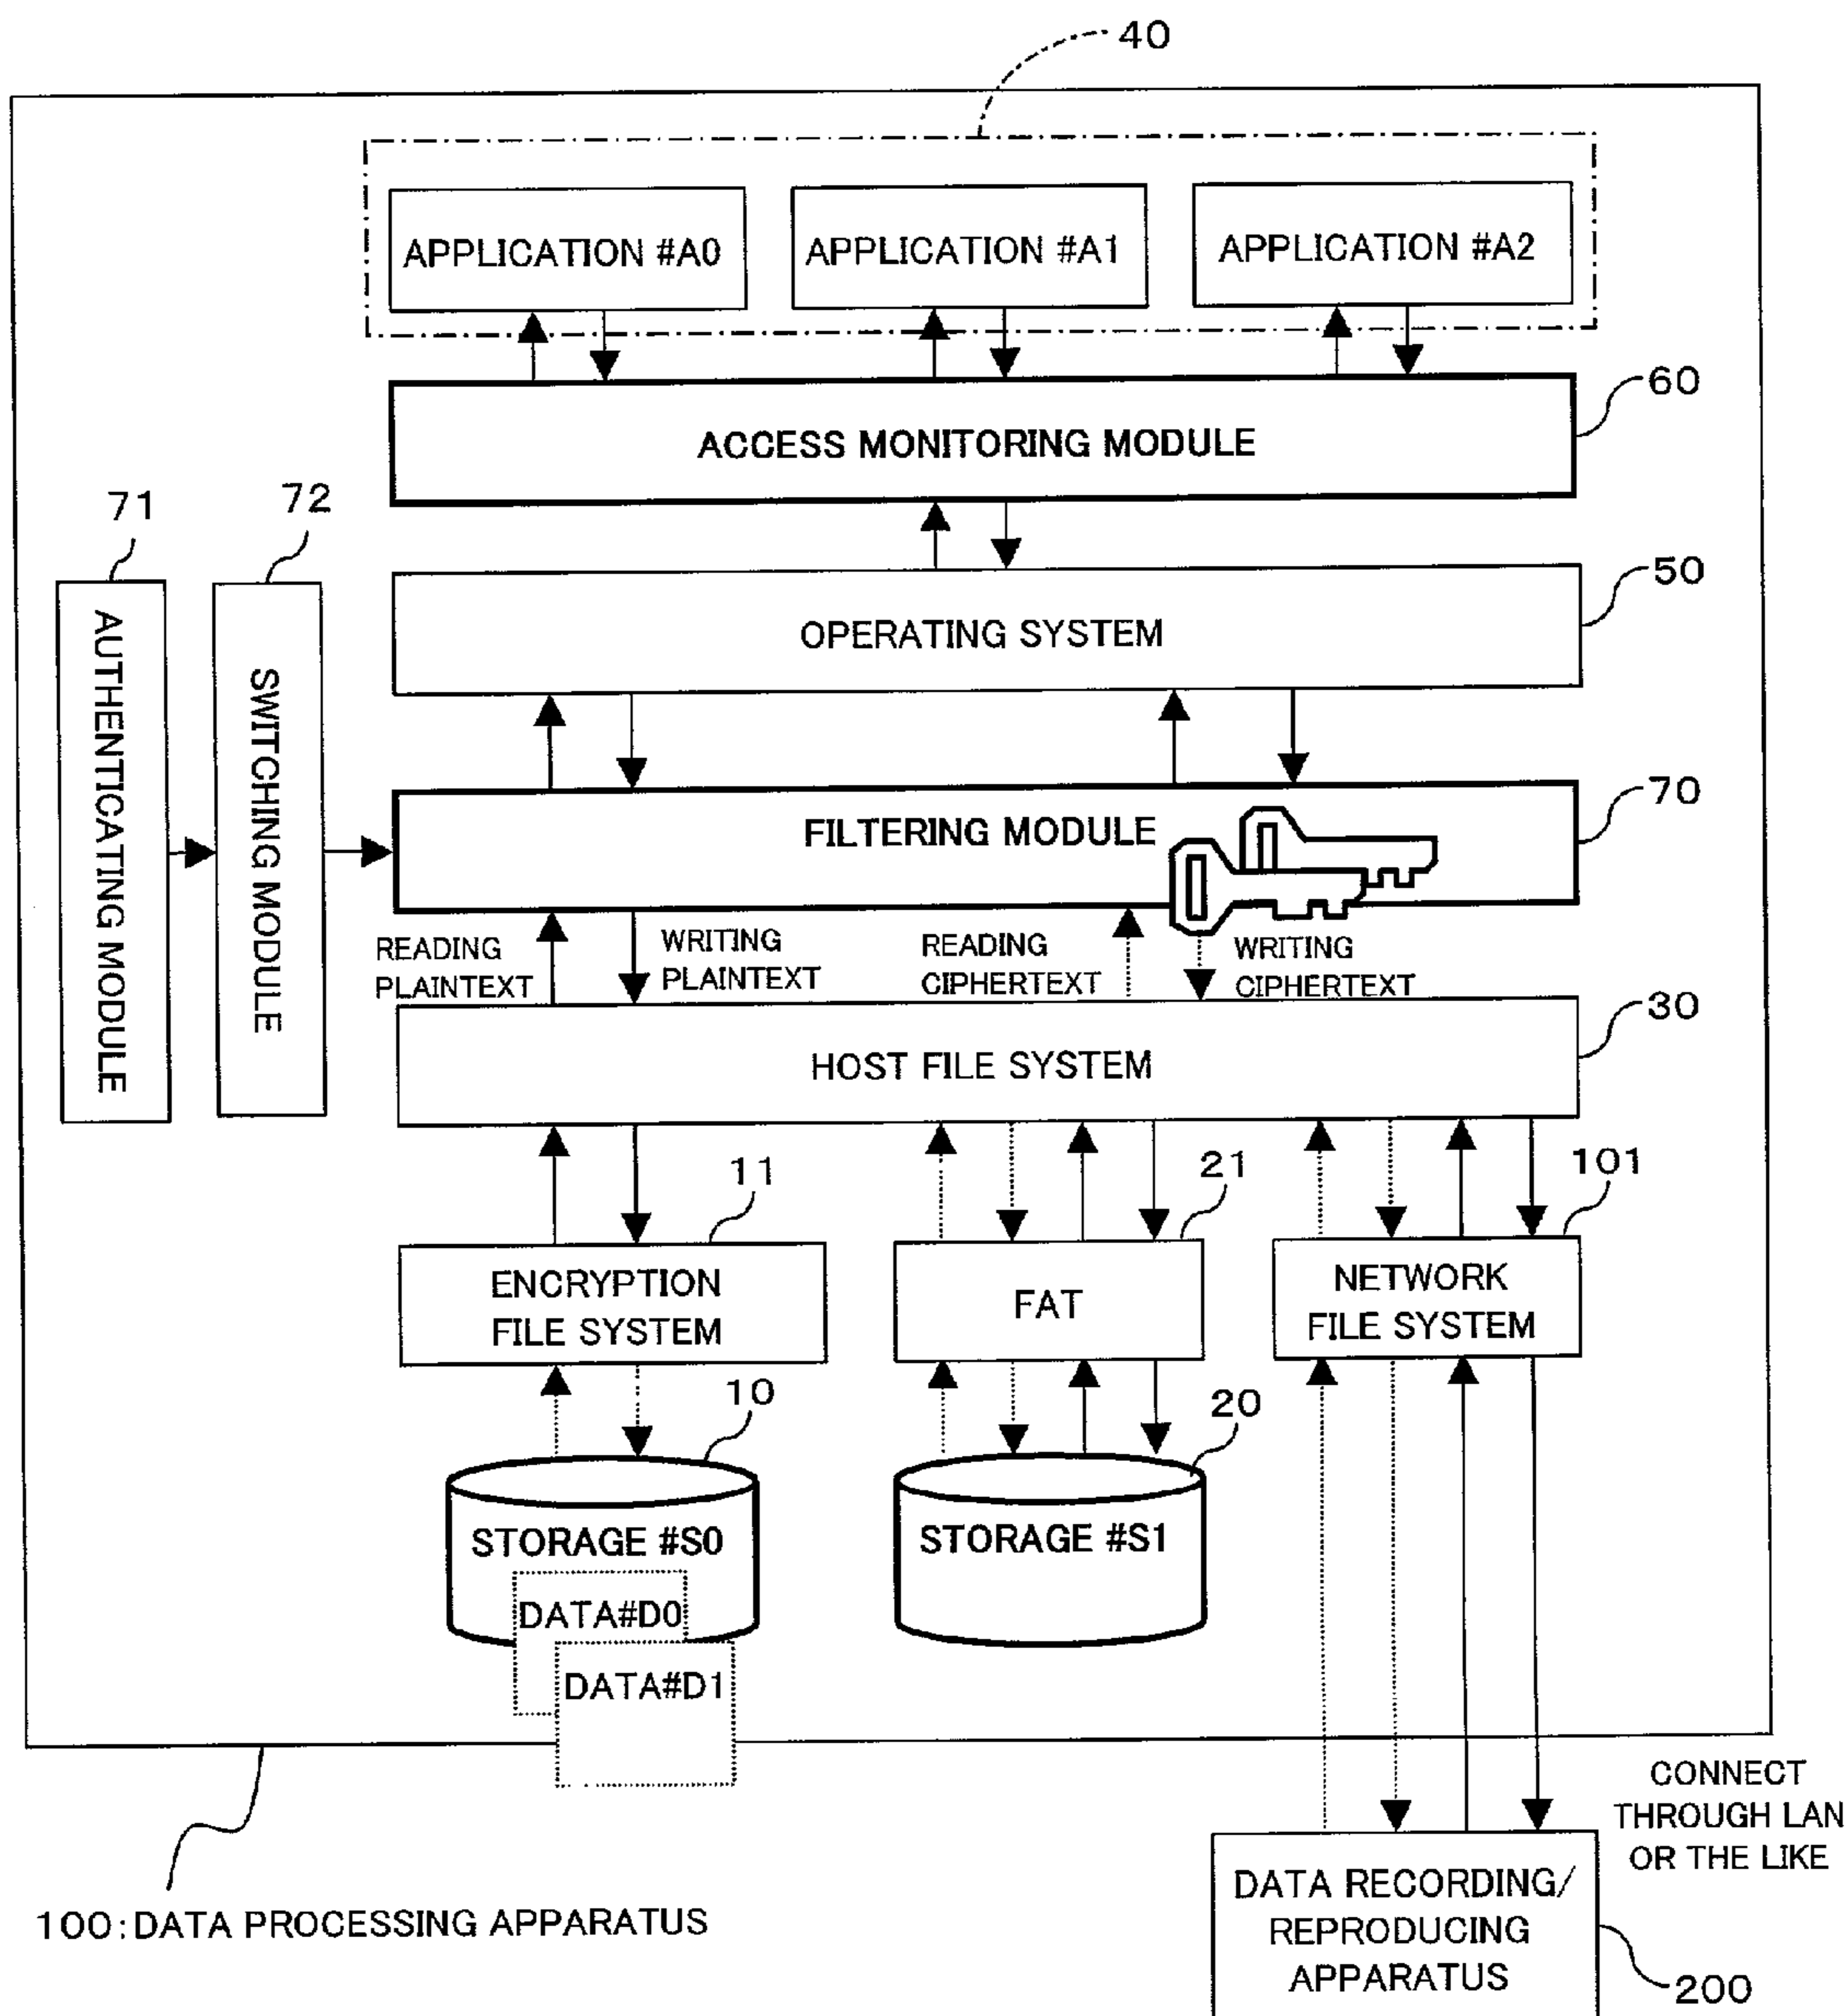 40
APPLICATION #A0
APPLICATION #A1
APPLICATION #A2
60
ACCESS MONITORING MODULE
71
72
50
AUTHENTICATING MODULE
SWITCHING MODULE
OPERATING SYSTEM
70
FILTERING MODULE
READING
PLAINTEXT
WRITING
PLAINTEXT
READING
CIPHERTEXT
WRITING
CIPHERTEXT
30
HOST FILE SYSTEM
11
21
101
ENCRYPTION
FILE SYSTEM
FAT
NETWORK
FILE SYSTEM
10
20
STORAGE #S0
STORAGE #S1
DATA#D0
DATA#D1
CONNECT
THROUGH LAN
OR THE LIKE
100:DATA PROCESSING APPARATUS
DATA RECORDING/
REPRODUCING
APPARATUS
200